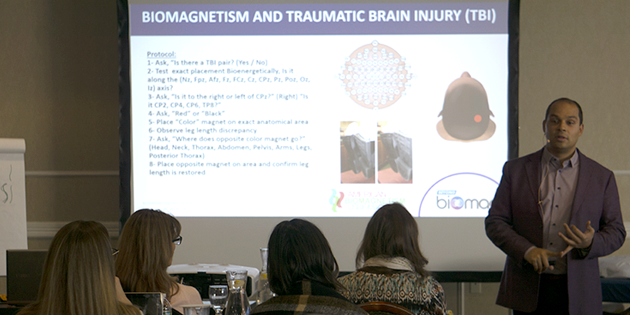 BIOMAGNETISM AND TRAUMATIC BRAIN INJURY (TBI)
Protocol:
1- Ask, "Is there a TBI pair? (Yes / No)
2- Test exact placement Bioenergetically, Is it
along the (Nz, Fpz, Afz, Fz, FCz, Cz, CPz, Pz, Poz, Oz,
Iz) axis?
3- Ask, "Is it to the right or left of CPz?" (Right) "Is
it CP2, CP4, CP6, TP8?"
4- Ask, "Red" or "Black"
5- Place "Color" magnet on exact anatomical area
6- Observe leg length discrepancy
7- Ask, "Where does opposite color magnet go?"
(Head, Neck, Thorax, Abdomen, Pelvis, Arms, Legs,
Posterior Thorax)
8- Place opposite magnet on area and confirm leg
length is restored
biomag